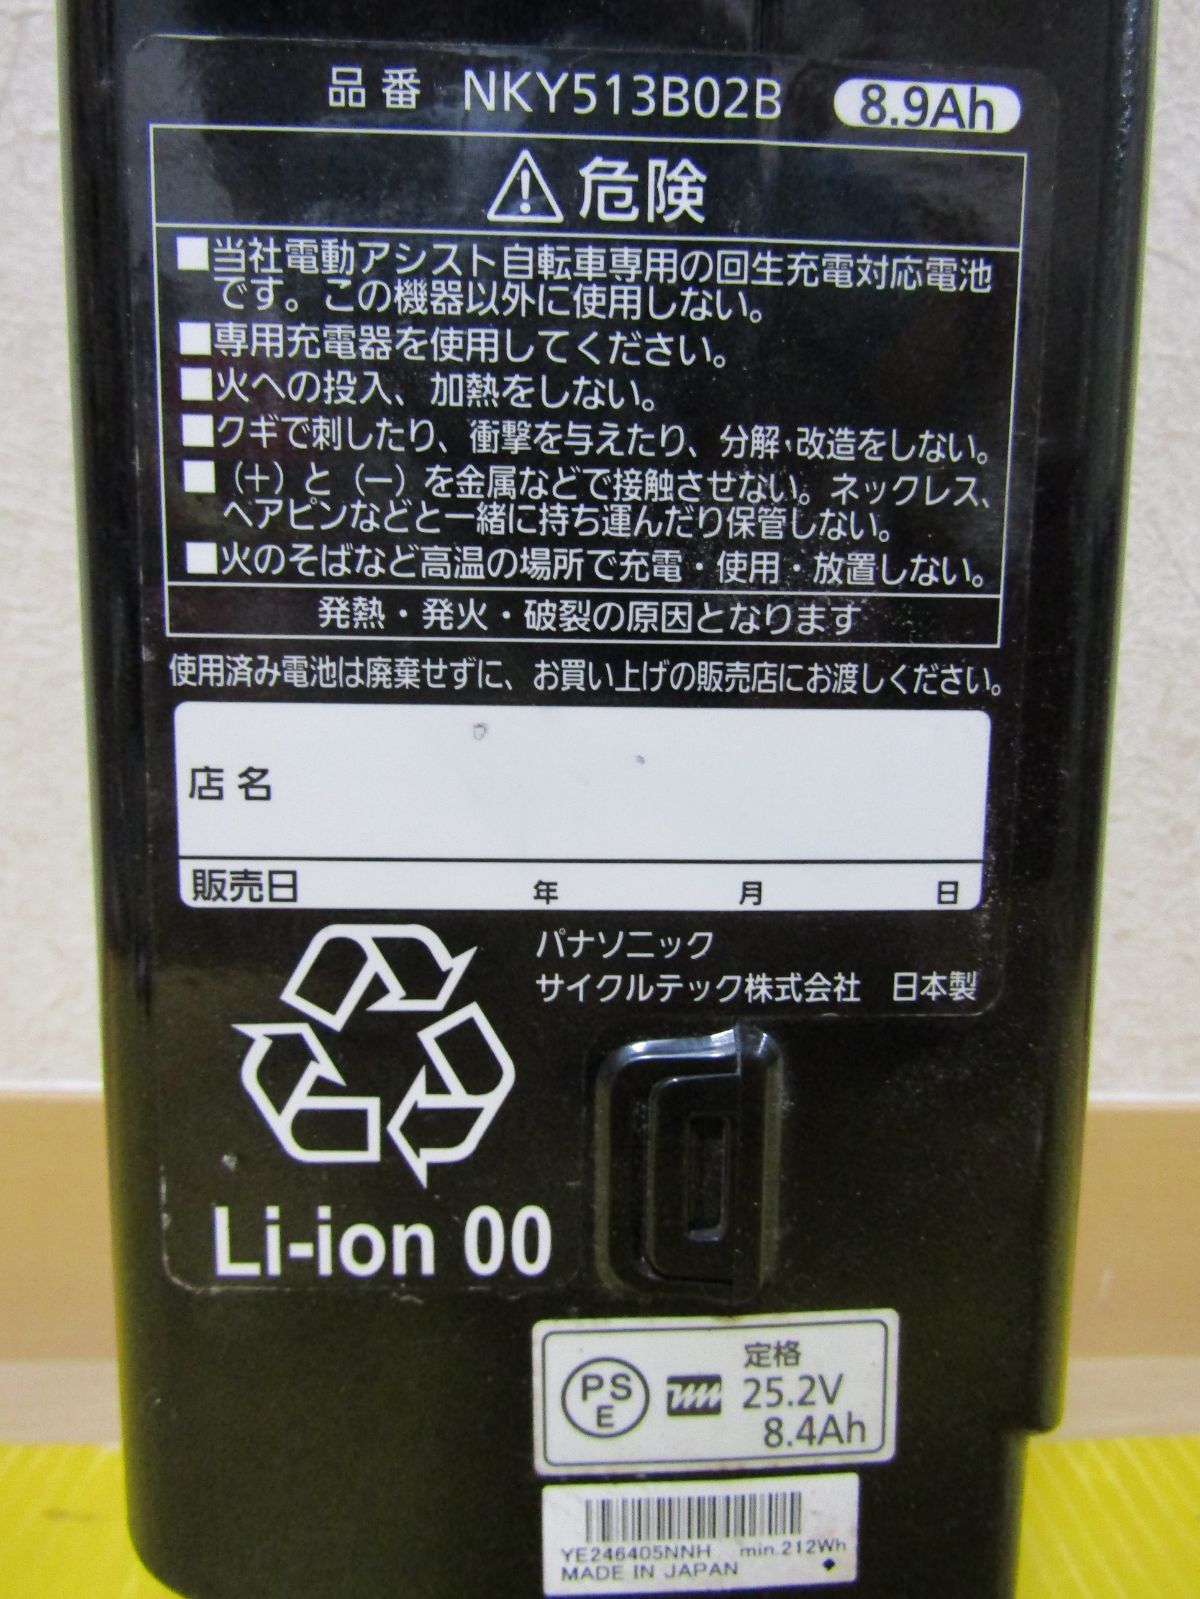 品番 NKY513B02B 8.9Ah
危険
■当社電動アシスト自転車専用の回生充電対応電池
です。この機器以外に使用しない。
■専用充電器を使用してください。
■火への投入、加熱をしない。
■クギで刺したり、衝撃を与えたり、分解・改造をしない。
■（＋）と（－）を金属などで接触させない。ネックレス、
ヘアピンなどと一緒に持ち運んだり保管しない。
■火のそばなど高温の場所で充電・使用・放置しない。
発熱・発火・破裂の原因となります
使用済み電池は廃棄せずに、お買い上げの販売店にお渡しください。
店名
販売日 年 月 日
パナソニック
サイクルテック株式会社 日本製
Li-ion 00
PS
E
定格
25.2V
8.4Ah
YE246405NNH min.212Wh
MADE IN JAPAN